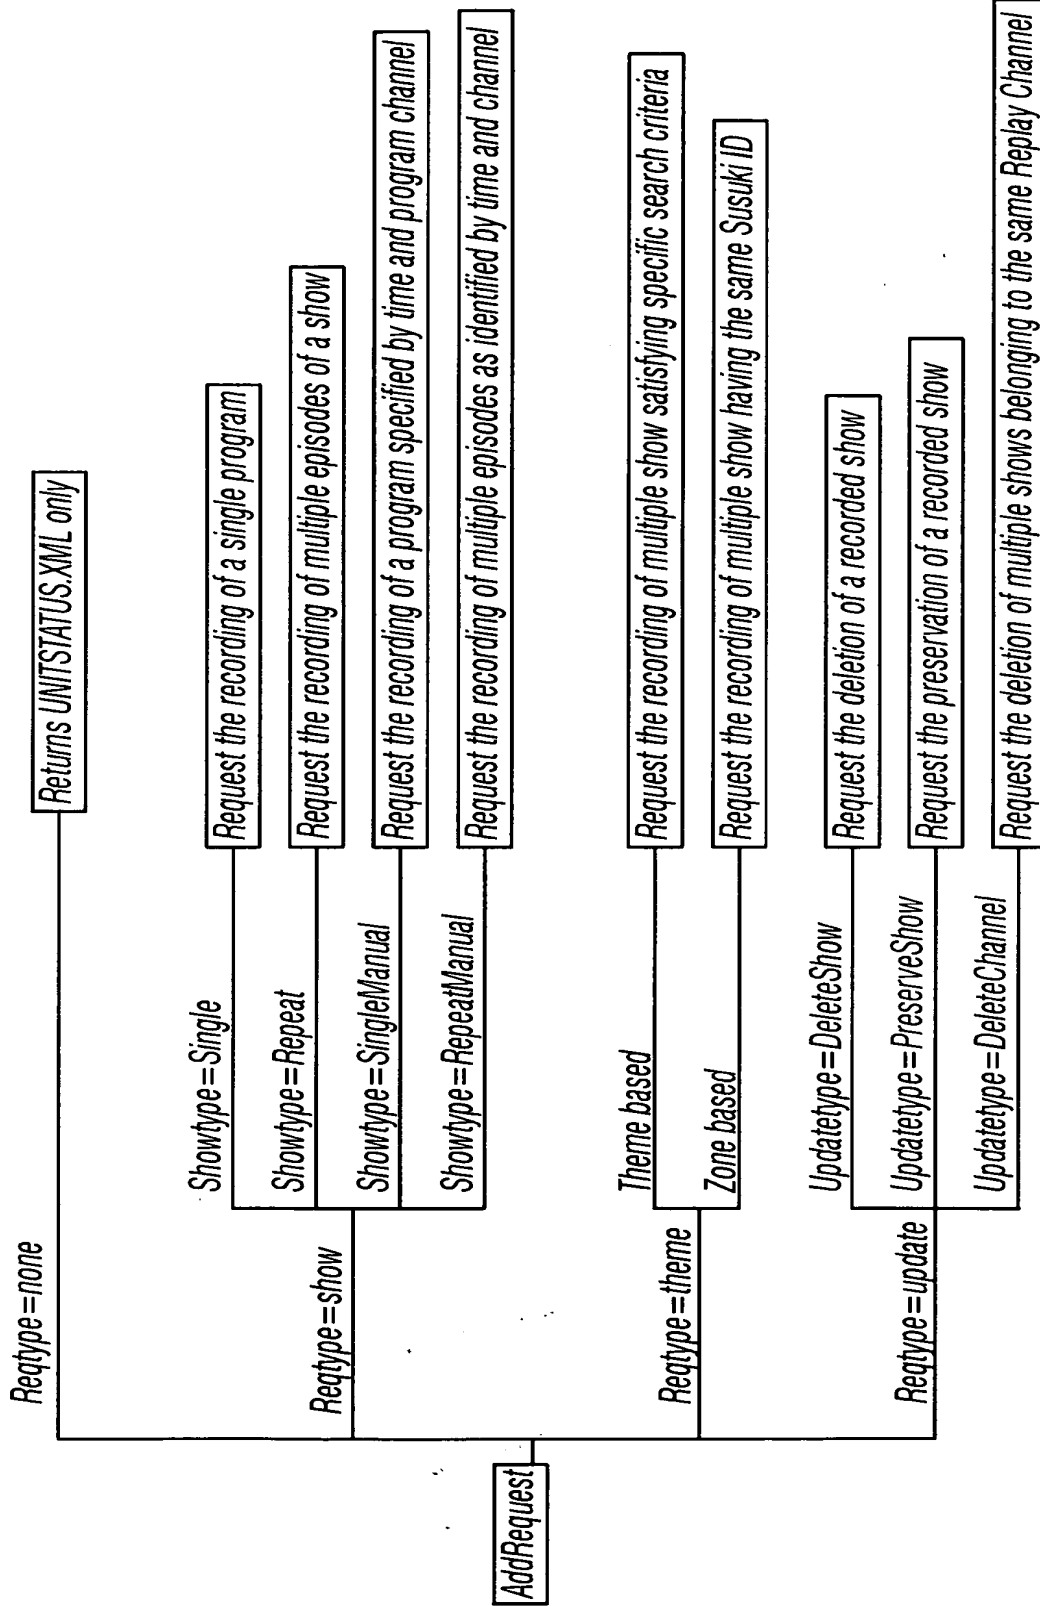 AddRequest
Reqtype=none
Returns UNITSTATUS.XML only
Reqtype=show
Showtype=Single
Request the recording of a single program
Showtype=Repeat
Request the recording of multiple episodes of a show
Showtype=SingleManual
Request the recording of a program specified by time and program channel
Showtype=RepeatManual
Request the recording of multiple episodes as identified by time and channel
Reqtype=theme
Theme based
Request the recording of multiple show satisfying specific search criteria
Zone based
Request the recording of multiple show having the same Susuki ID
Reqtype=update
Updatetype=DeleteShow
Request the deletion of a recorded show
Updatetype=PreserveShow
Request the preservation of a recorded show
Updatetype=DeleteChannel
Request the deletion of multiple shows belonging to the same Replay Channel